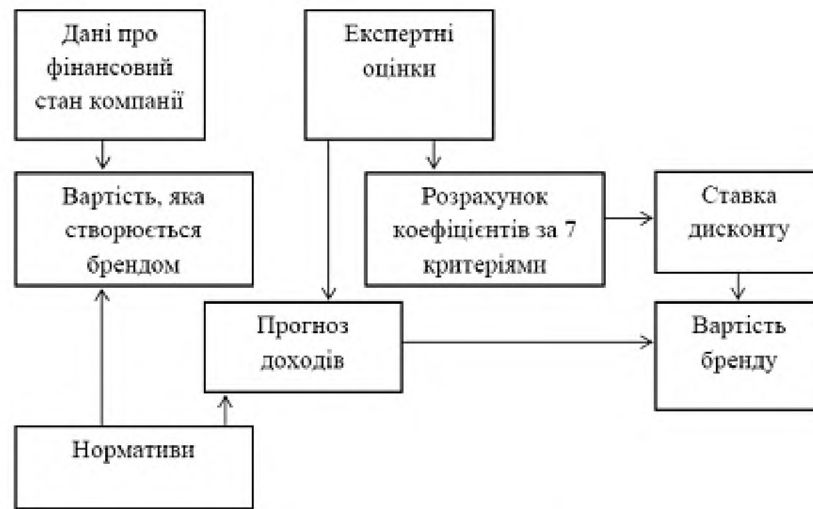 Дані про
фінансовий
стан компанії
Експертні
оцінки
Вартість, яка
створюється
брендом
Розрахунок
коефіцієнтів за 7
критеріями
Ставка
дисконту
Прогноз
доходів
Вартість
бренду
Нормативи